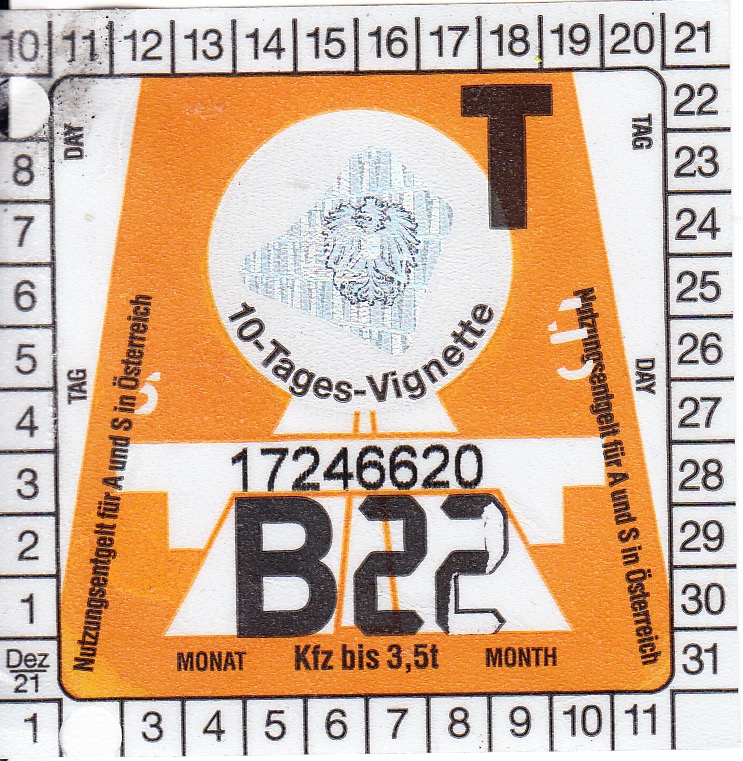 10 11 12 13 14 15 16 17 18 19 20 21
22
23
24
25
26
27
28
29
30
31
8
7
6
5
4
3
2
1
Dez
21
1 3 4 5 6 7 8 9 10 11
DAY
TAG
TAG
DAY
T
10-Tages-Vignette
Nutzungsentgelt für A und S in Österreich
Nutzungsentgelt für A und S in Österreich
17246620
B22
MONAT Kfz bis 3,5t MONTH